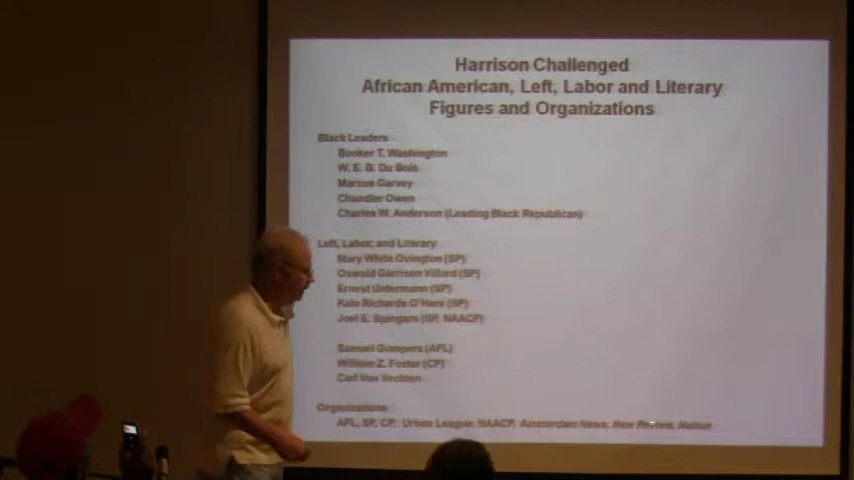 Harrison Challenged
African American, Left, Labor and Literary
Figures and Organizations
Black Leaders
Booker T. Washington
W. E. B. Du Bois
Marcus Garvey
Chandler Owen
Charles W. Anderson (Leading Black Republican)
Left, Labor, and Literary
Mary White Ovington (SP)
Oswald Garrison Villard (SP)
Ernest Untermann (SP)
Kate Richards O'Hare (SP)
Joel E. Spingarn (SP, NAACP)
Samuel Gompers (AFL)
William Z. Foster (CP)
Carl Van Vechten
Organizations
AFL, SP, CP, Urban League, NAACP, Amsterdam News, New Review, Nation